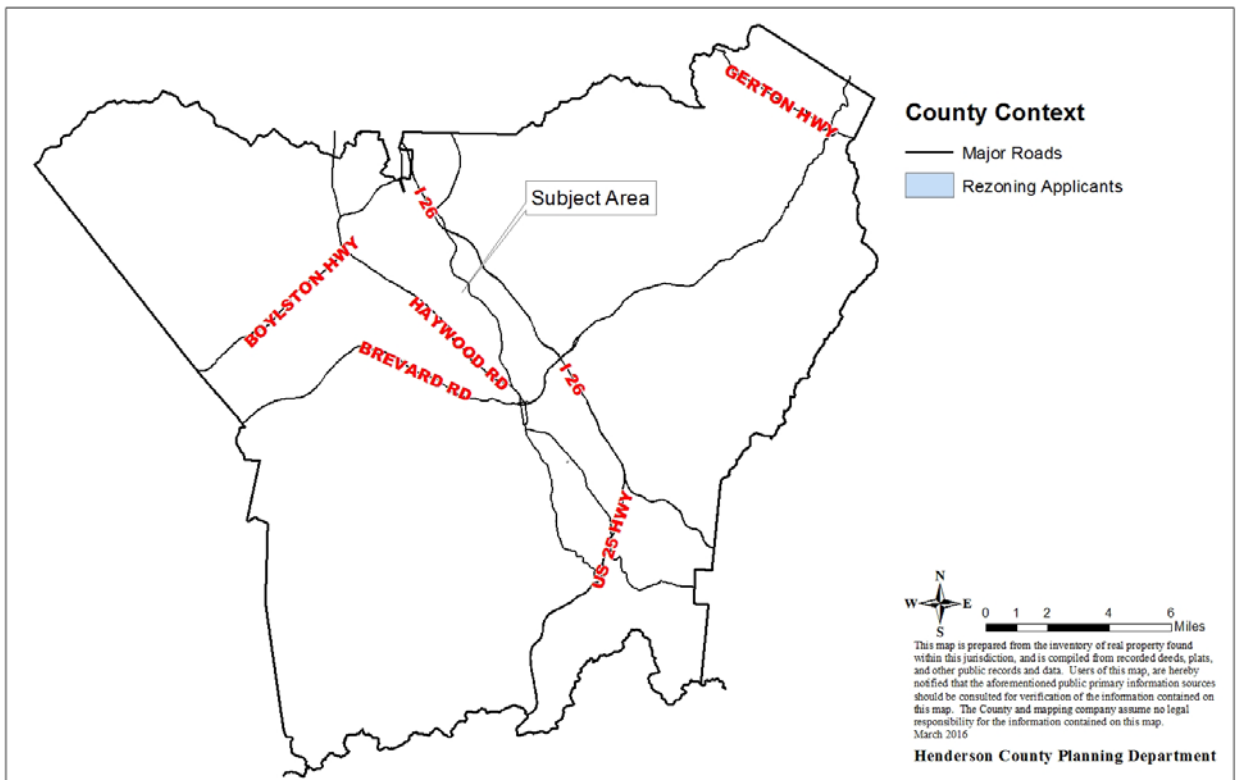 GERTON HWY
County Context
Major Roads
Rezoning Applicants
I-26
Subject Area
BOYLSTON HWY
HAYWOOD RD
BREVARD RD
I-26
US 25 HWY
N
W E
S
0 1 2 4 6
Miles
This map is prepared from the inventory of real property found
within this jurisdiction, and is compiled from recorded deeds, plats,
and other public records and data. Users of this map, are hereby
notified that the aforementioned public primary information sources
should be consulted for verification of the information contained on
this map. The County and mapping company assume no legal
responsibility for the information contained on this map.
March 2016
Henderson County Planning Department